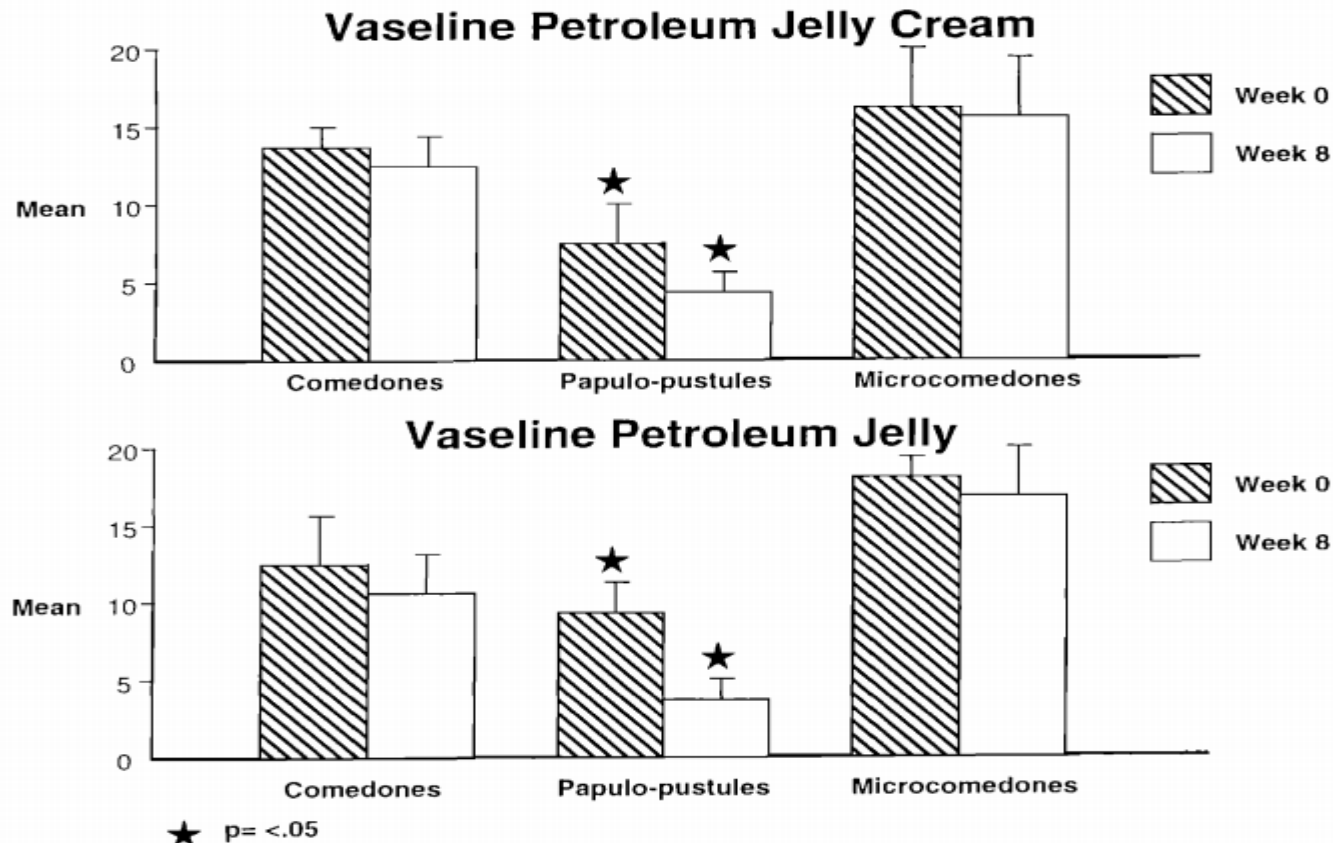 Vaseline Petroleum Jelly Cream
20
15
10
5
0
Mean
★
★
Week 0
Week 8
Comedones
Papulo-pustules
Microcomedones
Vaseline Petroleum Jelly
20
15
10
5
0
Mean
★
★
Week 0
Week 8
Comedones
Papulo-pustules
Microcomedones
★ p= <.05